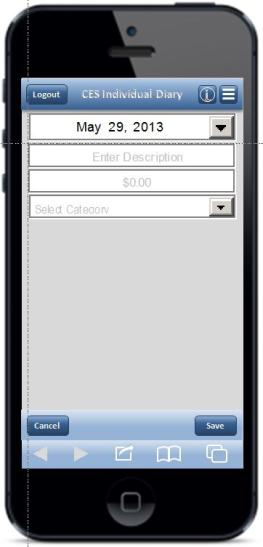 Logout CES Individual Diary
May 29, 2013
Enter Description
$0.00
Select Category
Cancel Save